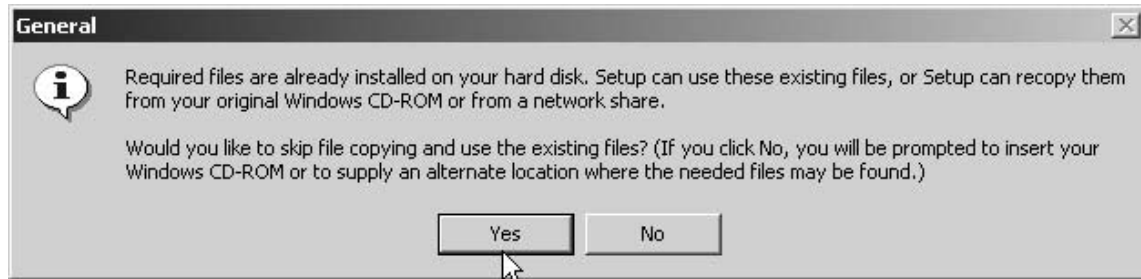 General
Required files are already installed on your hard disk. Setup can use these existing files, or Setup can recopy them
from your original Windows CD-ROM or from a network share.
Would you like to skip file copying and use the existing files? (If you click No, you will be prompted to insert your
Windows CD-ROM or to supply an alternate location where the needed files may be found.)
Yes No